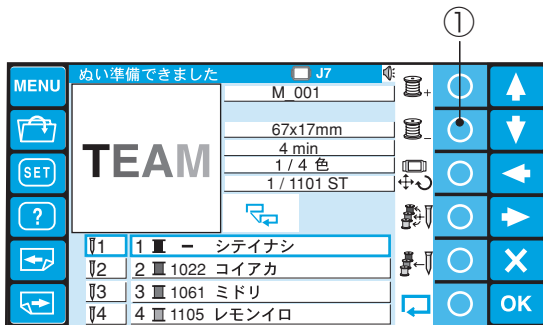 ①
MENU
ぬい準備できました J7
M_001
67x17mm
4 min
1 / 4 色
1 / 1101 ST
TEAM
SET
?
1 1 － シテイナシ
2 2 1022 コイアカ
3 3 1061 ミドリ
4 4 1105 レモンイロ
+
−
OK